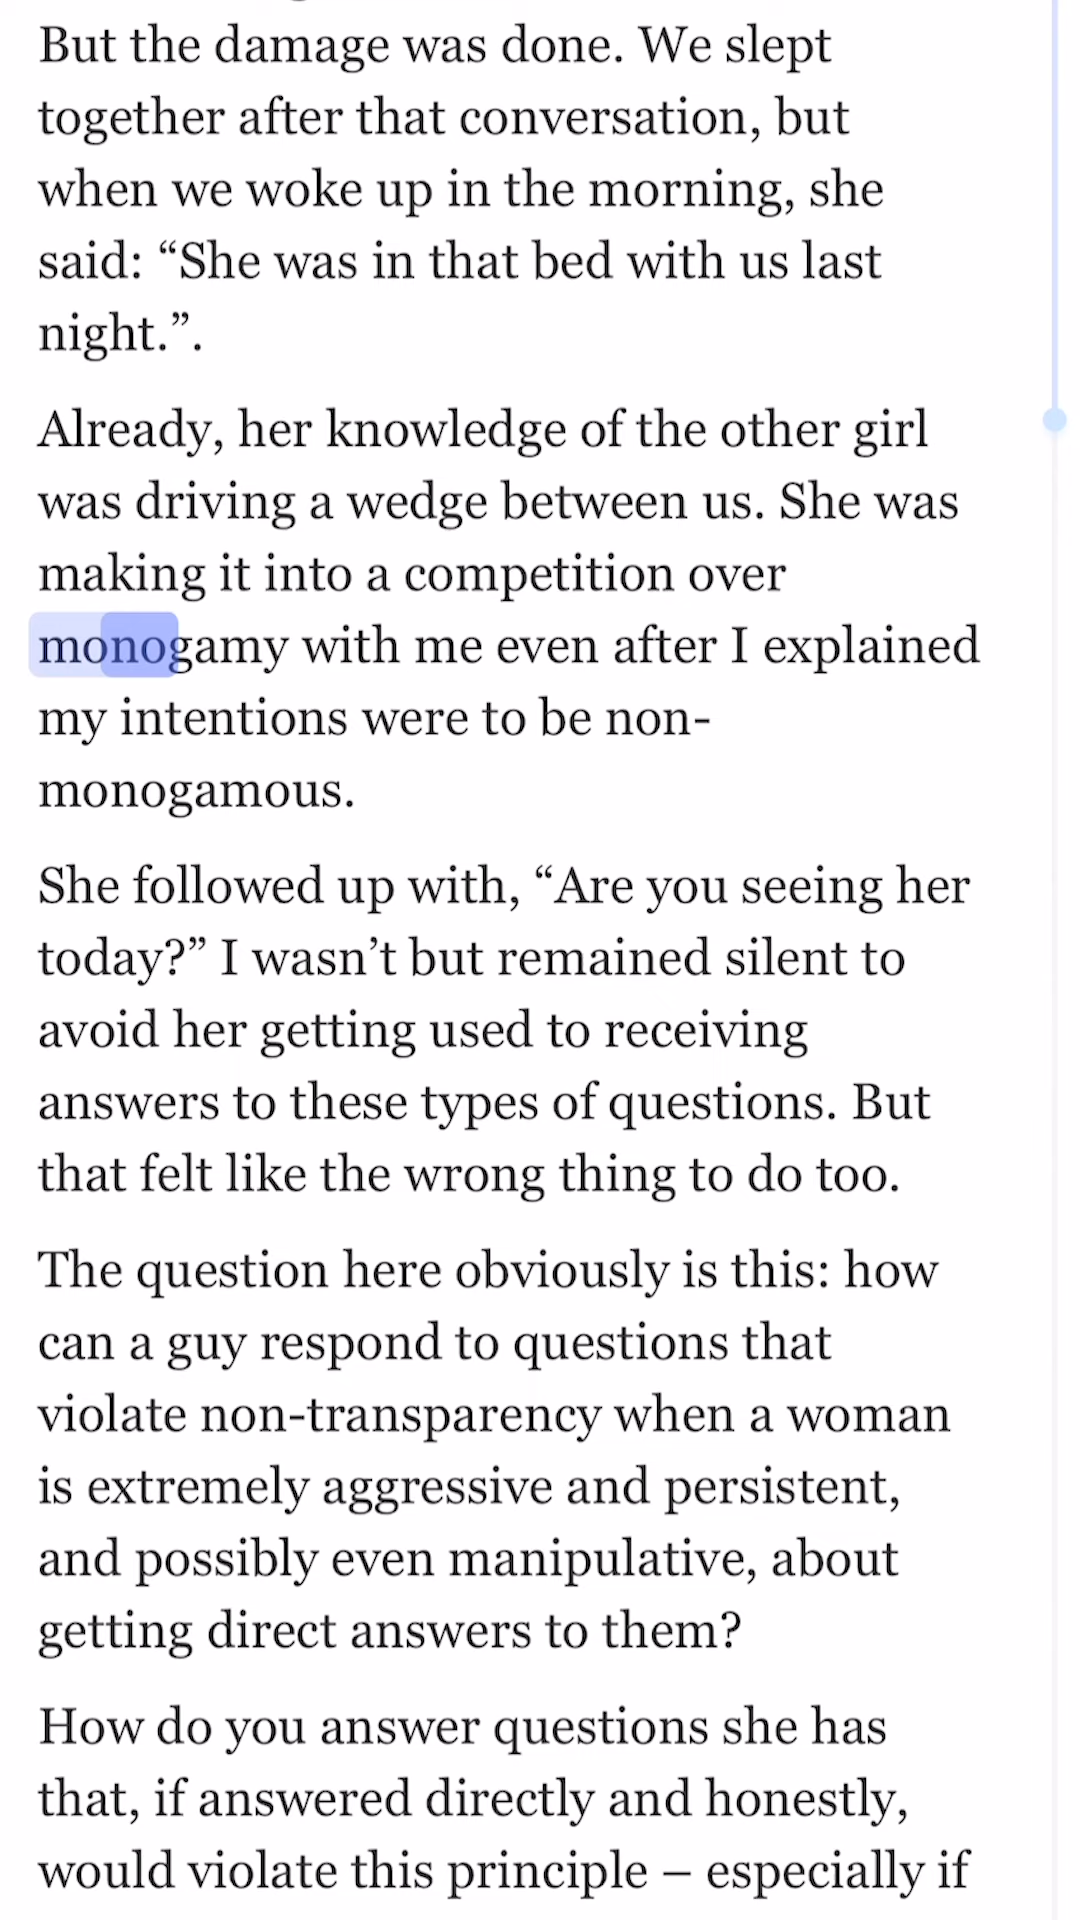 But the damage was done. We slept
together after that conversation, but
when we woke up in the morning, she
said: “She was in that bed with us last
night.”.
Already, her knowledge of the other girl
was driving a wedge between us. She was
making it into a competition over
monogamy with me even after I explained
my intentions were to be non-
monogamous.
She followed up with, “Are you seeing her
today?” I wasn’t but remained silent to
avoid her getting used to receiving
answers to these types of questions. But
that felt like the wrong thing to do too.
The question here obviously is this: how
can a guy respond to questions that
violate non-transparency when a woman
is extremely aggressive and persistent,
and possibly even manipulative, about
getting direct answers to them?
How do you answer questions she has
that, if answered directly and honestly,
would violate this principle – especially if